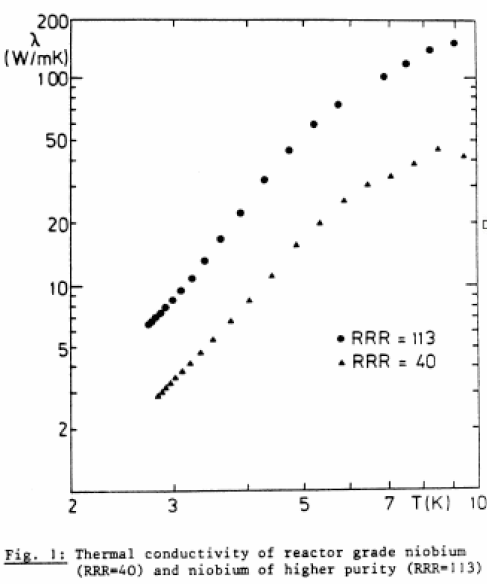 200
λ
(W/mK)
100
50
20
10
5
2
RRR = 113
RRR = 40
2 3 5 7 T(K) 10
Fig. 1: Thermal conductivity of reactor grade niobium
(RRR=40) and niobium of higher purity (RRR=113)